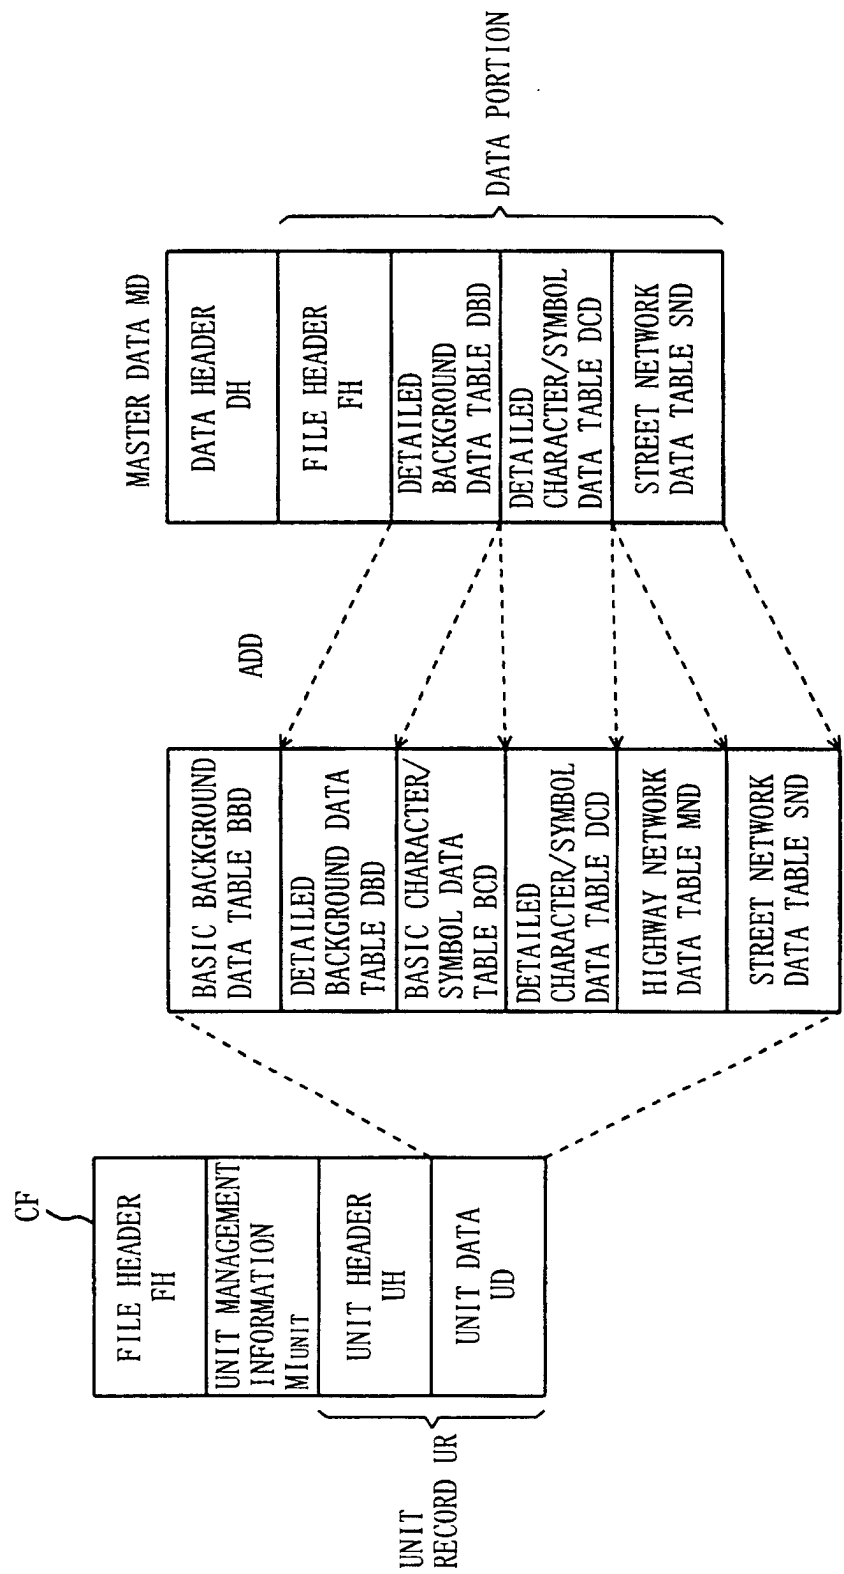 CF
FILE HEADER
FH
UNIT MANAGEMENT
INFORMATION
MIUNIT
UNIT HEADER
UH
UNIT DATA
UD
UNIT
RECORD UR
BASIC BACKGROUND
DATA TABLE BBD
DETAILED
BACKGROUND DATA
TABLE DBD
BASIC CHARACTER/
SYMBOL DATA
TABLE BCD
DETAILED
CHARACTER/SYMBOL
DATA TABLE DCD
HIGHWAY NETWORK
DATA TABLE MND
STREET NETWORK
DATA TABLE SND
ADD
MASTER DATA MD
DATA HEADER
DH
FILE HEADER
FH
DETAILED
BACKGROUND
DATA TABLE DBD
DETAILED
CHARACTER/SYMBOL
DATA TABLE DCD
STREET NETWORK
DATA TABLE SND
DATA PORTION